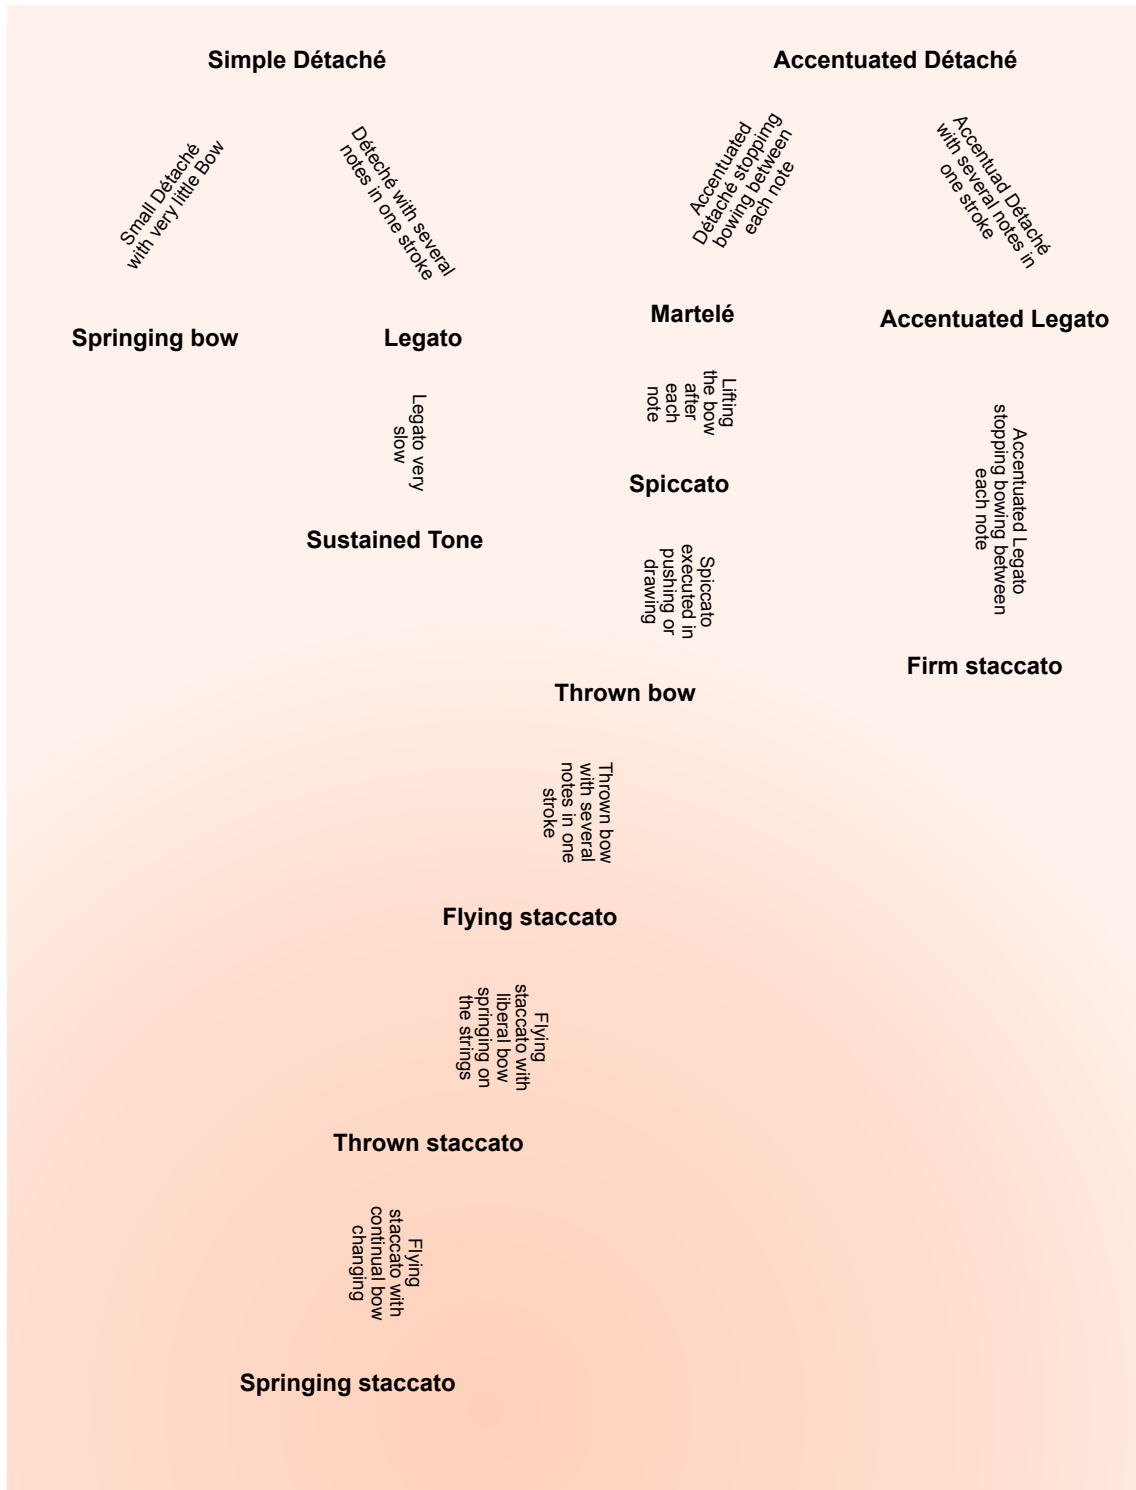 Simple Détaché
Accentuated Détaché
Small Détaché
with very little Bow
Déteché with several
notes in one stroke
Accentuated
Détaché stoppimg
bowing between
each note
Accentuad Détaché
with several notes in
one stroke
Springing bow
Legato
Martelé
Accentuated Legato
Legato very
slow
Lifting
the bow
after
each
note
Accentuated Legato
stopping bowing between
each note
Sustained Tone
Spiccato
Spiccato
executed in
pushing or
drawing
Firm staccato
Thrown bow
Thrown bow
with several
notes in one
stroke
Flying staccato
Flying
staccato with
liberal bow
springing on
the strings
Thrown staccato
Flying
staccato with
continual bow
changing
Springing staccato